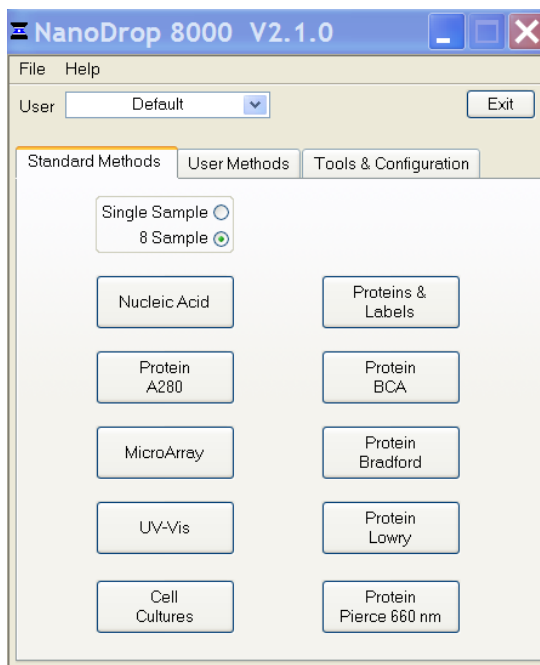 NanoDrop 8000 V2.1.0
File Help
User Default Exit
Standard Methods User Methods Tools & Configuration
Single Sample
8 Sample
Nucleic Acid
Proteins &
Labels
Protein
A280
Protein
BCA
MicroArray
Protein
Bradford
UV-Vis
Protein
Lowry
Cell
Cultures
Protein
Pierce 660 nm